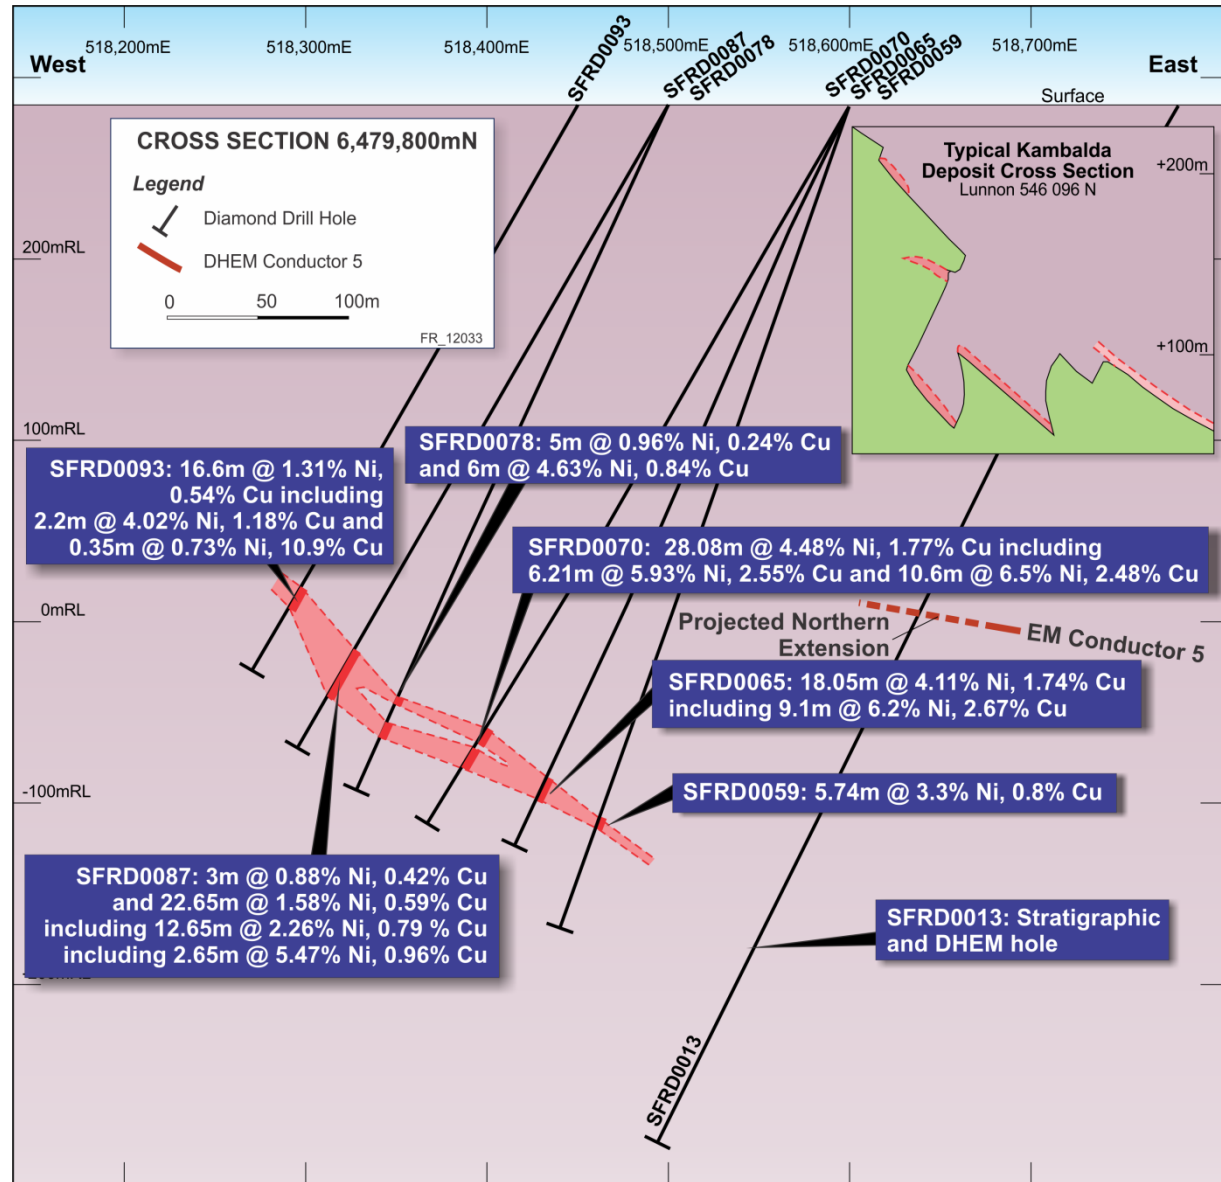 518,200mE
518,300mE
518,400mE
518,500mE
518,600mE
518,700mE
West
East
SFRD0093
SFRD0087
SFRD0078
SFRD0070
SFRD0065
SFRD0059
Surface
CROSS SECTION 6,479,800mN
Legend
Diamond Drill Hole
DHEM Conductor 5
0 50 100m
FR_12033
Typical Kambalda
Deposit Cross Section
Lunnon 546 096 N
+200m
+100m
200mRL
100mRL
SFRD0093: 16.6m @ 1.31% Ni,
0.54% Cu including
2.2m @ 4.02% Ni, 1.18% Cu and
0.35m @ 0.73% Ni, 10.9% Cu
SFRD0078: 5m @ 0.96% Ni, 0.24% Cu
and 6m @ 4.63% Ni, 0.84% Cu
SFRD0070: 28.08m @ 4.48% Ni, 1.77% Cu including
6.21m @ 5.93% Ni, 2.55% Cu and 10.6m @ 6.5% Ni, 2.48% Cu
0mRL
Projected Northern
Extension
EM Conductor 5
SFRD0065: 18.05m @ 4.11% Ni, 1.74% Cu
including 9.1m @ 6.2% Ni, 2.67% Cu
-100mRL
SFRD0059: 5.74m @ 3.3% Ni, 0.8% Cu
SFRD0087: 3m @ 0.88% Ni, 0.42% Cu
and 22.65m @ 1.58% Ni, 0.59% Cu
including 12.65m @ 2.26% Ni, 0.79 % Cu
including 2.65m @ 5.47% Ni, 0.96% Cu
SFRD0013: Stratigraphic
and DHEM hole
SFRD0013